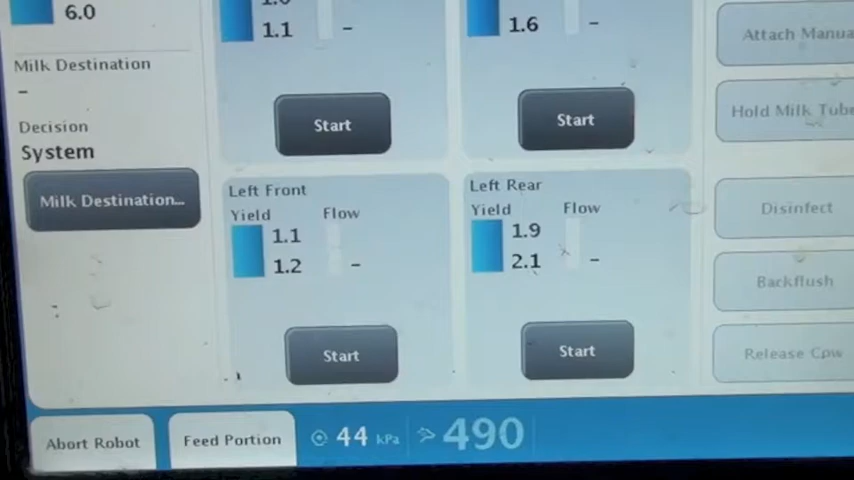 6.0
Milk Destination
-
Decision
System
Milk Destination...
1.1
-
Start
1.6
-
Start
Left Front
Yield Flow
1.1
1.2 -
Start
Left Rear
Yield Flow
1.9
2.1 -
Start
Attach Manua
Hold Milk Tube
Disinfect
Backflush
Release Cow
Abort Robot
Feed Portion
44 kPa
490